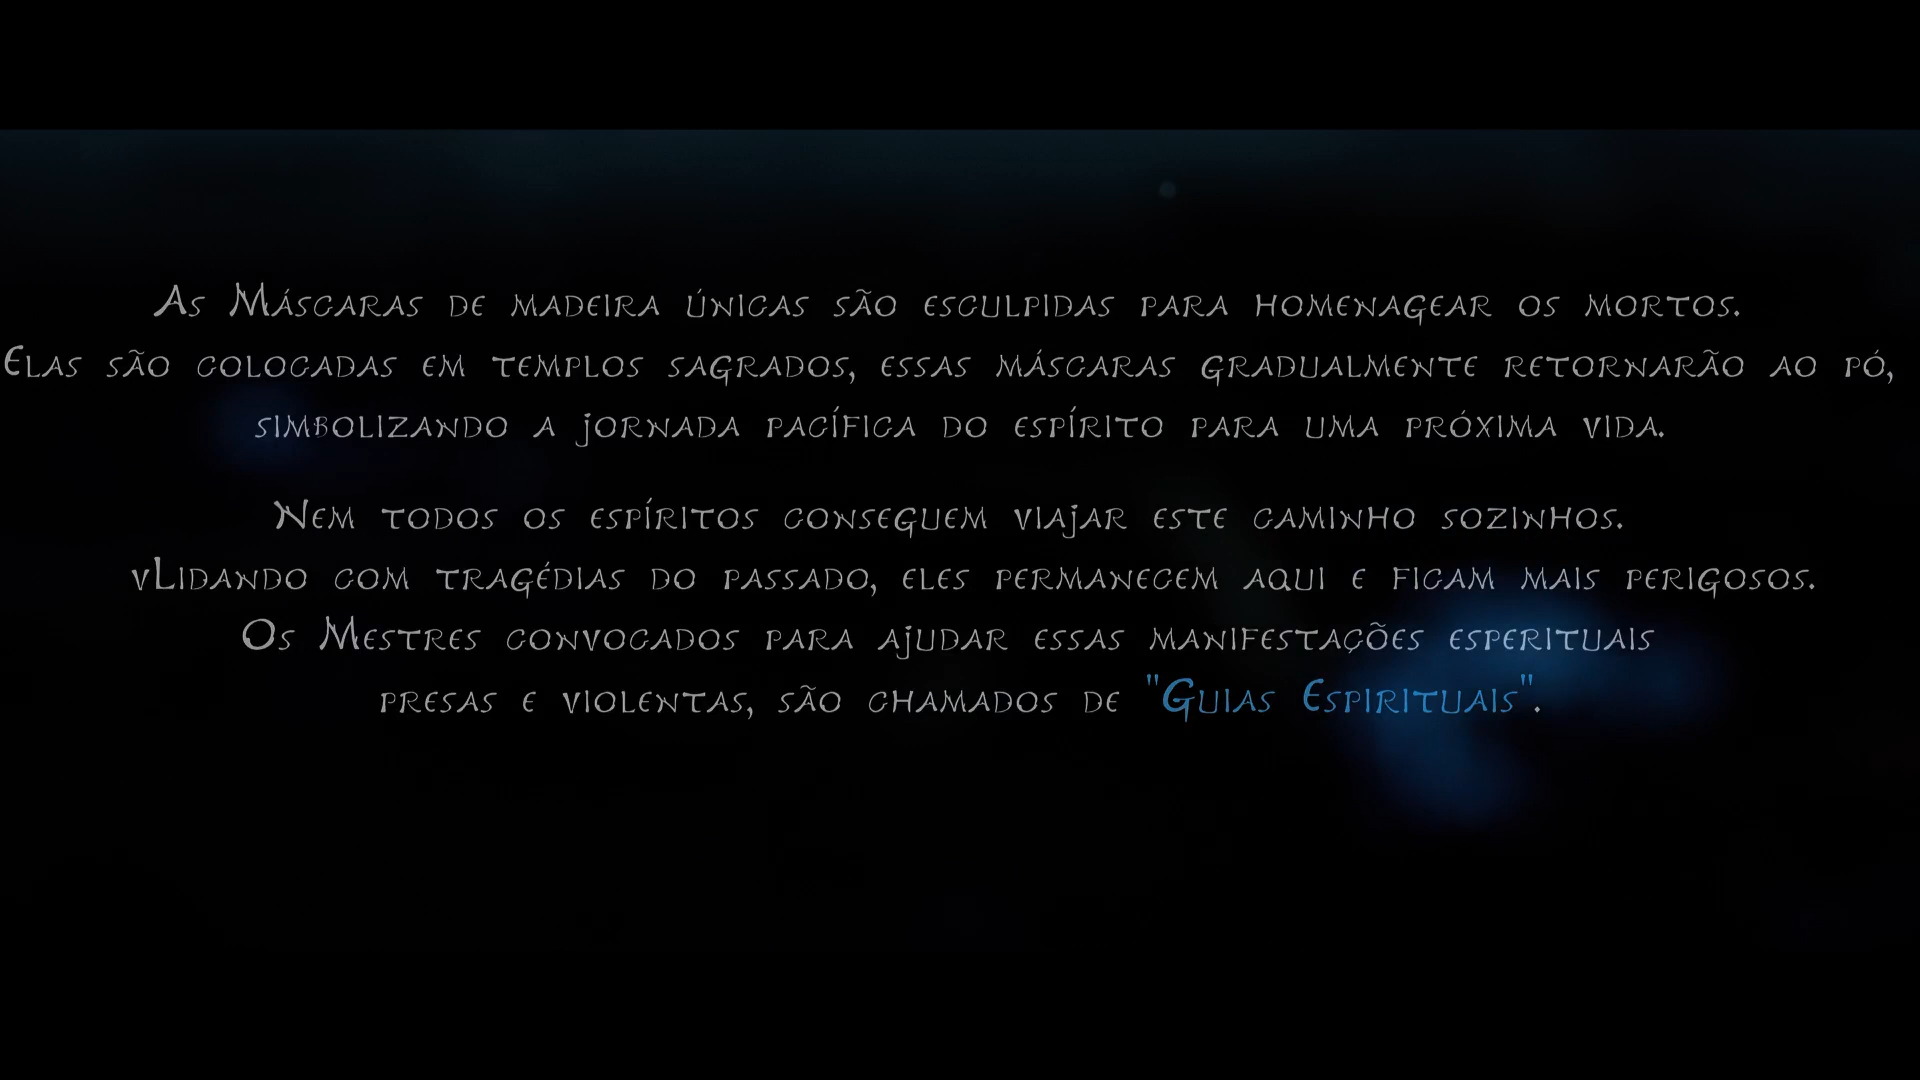 As Máscaras de madeira únicas são esculpidas para homenagear os mortos.
Elas são colocadas em templos sagrados, essas máscaras gradualmente retornarão ao pó,
simbolizando a jornada pacífica do espírito para uma próxima vida.
Nem todos os espíritos conseguem viajar este caminho sozinhos.
vLidando com tragédias do passado, eles permanecem aqui e ficam mais perigosos.
Os Mestres convocados para ajudar essas manifestações esperituais
presas e violentas, são chamados de "Guias Espirituais".